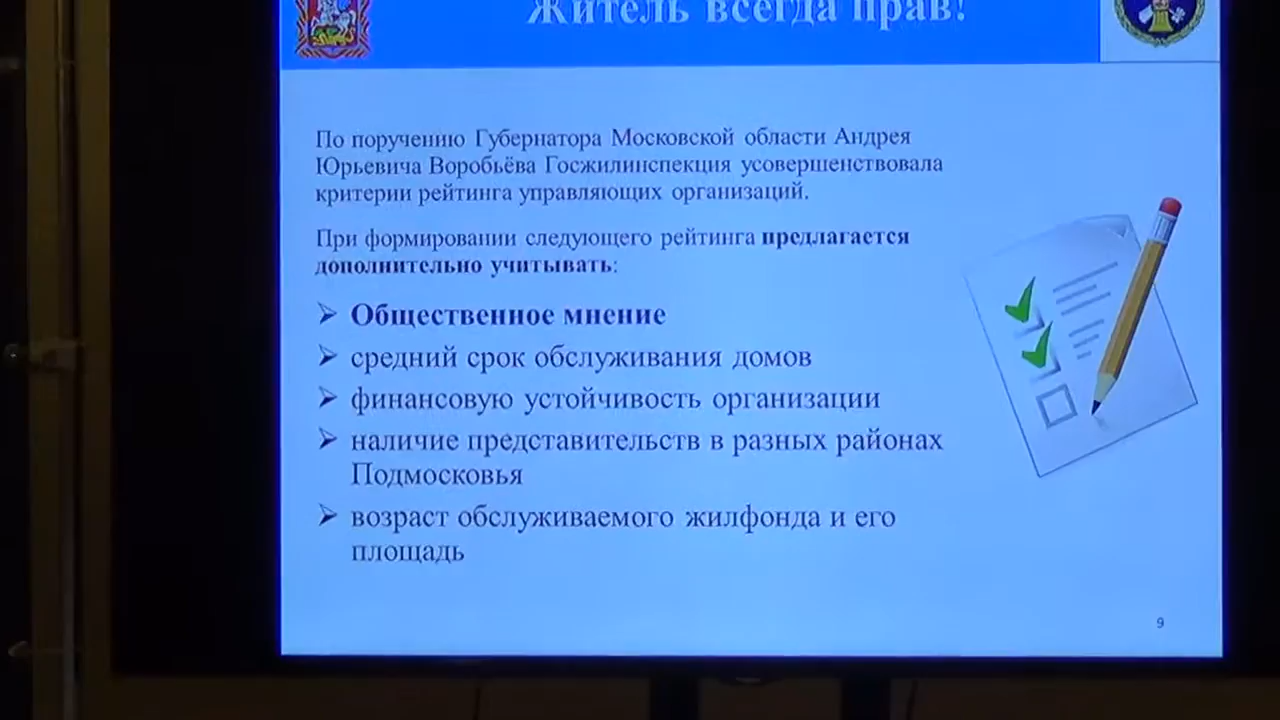 Житель всегда прав!
По поручению Губернатора Московской области Андрея
Юрьевича Воробьёва Госжилинспекция усовершенствовала
критерии рейтинга управляющих организаций.
При формировании следующего рейтинга предлагается
дополнительно учитывать:
Общественное мнение
средний срок обслуживания домов
финансовую устойчивость организации
наличие представительств в разных районах
Подмосковья
возраст обслуживаемого жилфонда и его
площадь
9